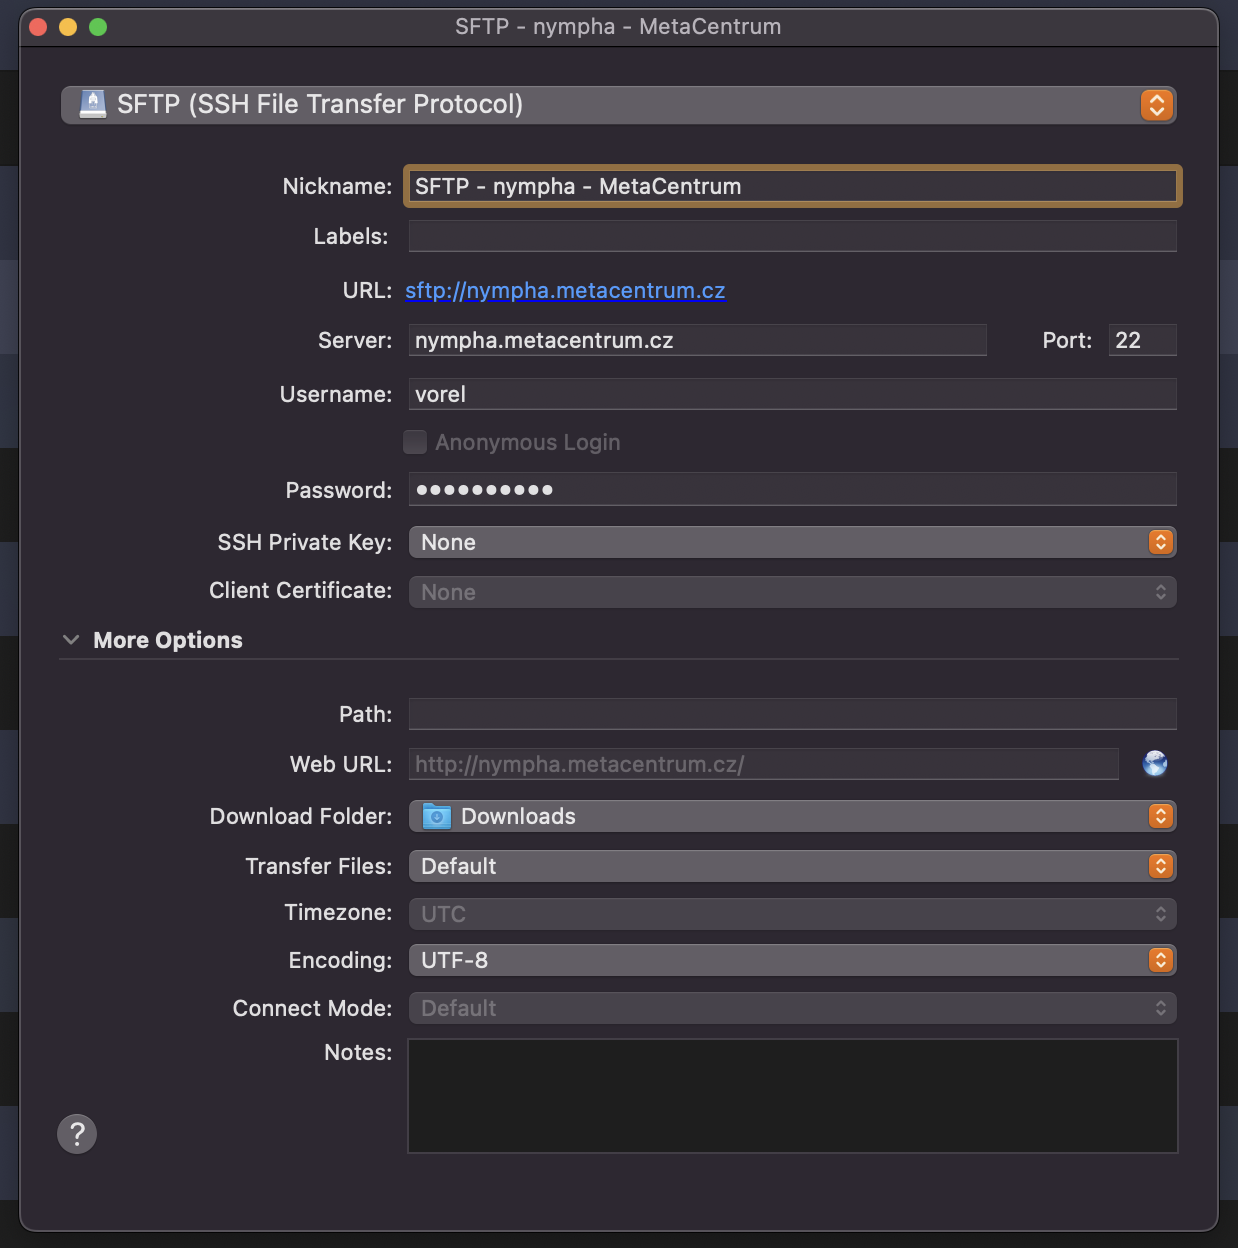 SFTP - nympha - MetaCentrum
SFTP (SSH File Transfer Protocol)
Nickname: SFTP - nympha - MetaCentrum
Labels:
URL: sftp://nympha.metacentrum.cz
Server: nympha.metacentrum.cz Port: 22
Username: vorel
Anonymous Login
Password: ●●●●●●●●●●
SSH Private Key: None
Client Certificate: None
More Options
Path:
Web URL: http://nympha.metacentrum.cz/
Download Folder: Downloads
Transfer Files: Default
Timezone: UTC
Encoding: UTF-8
Connect Mode: Default
Notes:
?